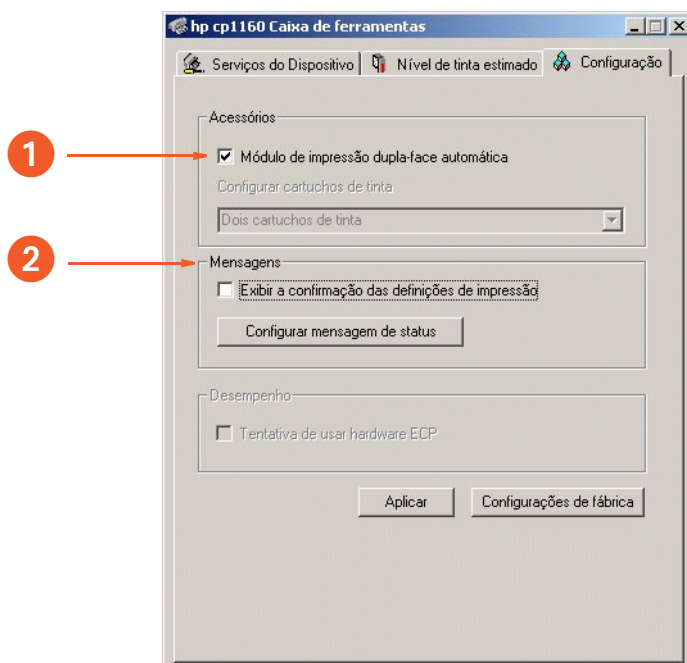 hp cp1160 Caixa de ferramentas
Serviços do Dispositivo
Nível de tinta estimado
Configuração
Acessórios
1
Módulo de impressão dupla-face automática
Configurar cartuchos de tinta
Dois cartuchos de tinta
2
Mensagens
Exibir a confirmação das definições de impressão
Configurar mensagem de status
Desempenho
Tentativa de usar hardware ECP
Aplicar
Configurações de fábrica